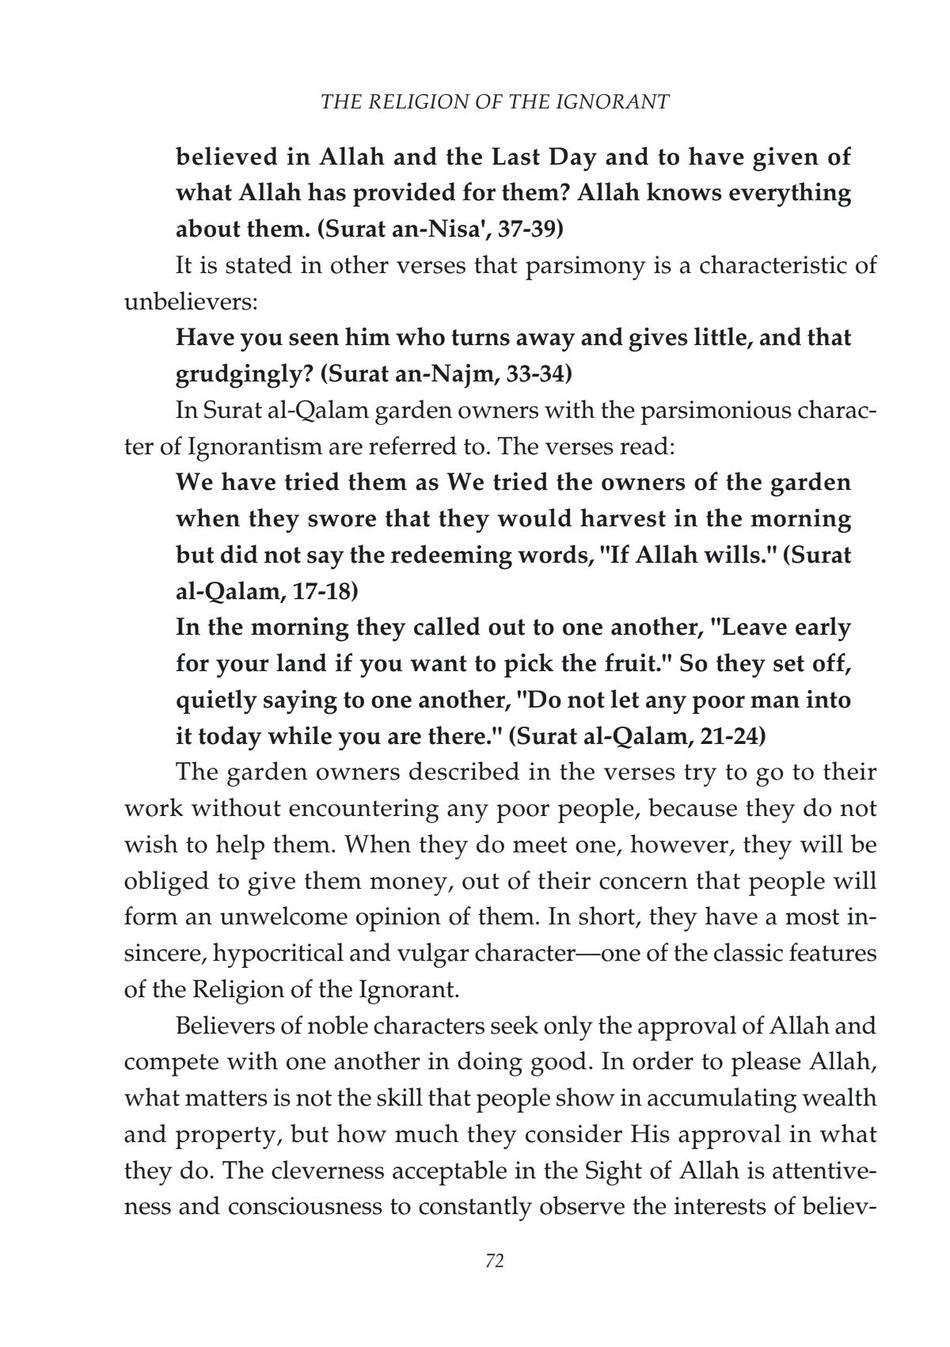 THE RELIGION OF THE IGNORANT
believed in Allah and the Last Day and to have given of
what Allah has provided for them? Allah knows everything
about them. (Surat an-Nisa', 37-39)
It is stated in other verses that parsimony is a characteristic of
unbelievers:
Have you seen him who turns away and gives little, and that
grudgingly? (Surat an-Najm, 33-34)
In Surat al-Qalam garden owners with the parsimonious charac-
ter of Ignorantism are referred to. The verses read:
We have tried them as We tried the owners of the garden
when they swore that they would harvest in the morning
but did not say the redeeming words, "If Allah wills." (Surat
al-Qalam, 17-18)
In the morning they called out to one another, "Leave early
for your land if you want to pick the fruit." So they set off,
quietly saying to one another, "Do not let any poor man into
it today while you are there." (Surat al-Qalam, 21-24)
The garden owners described in the verses try to go to their
work without encountering any poor people, because they do not
wish to help them. When they do meet one, however, they will be
obliged to give them money, out of their concern that people will
form an unwelcome opinion of them. In short, they have a most in-
sincere, hypocritical and vulgar character—one of the classic features
of the Religion of the Ignorant.
Believers of noble characters seek only the approval of Allah and
compete with one another in doing good. In order to please Allah,
what matters is not the skill that people show in accumulating wealth
and property, but how much they consider His approval in what
they do. The cleverness acceptable in the Sight of Allah is attentive-
ness and consciousness to constantly observe the interests of believ-
72